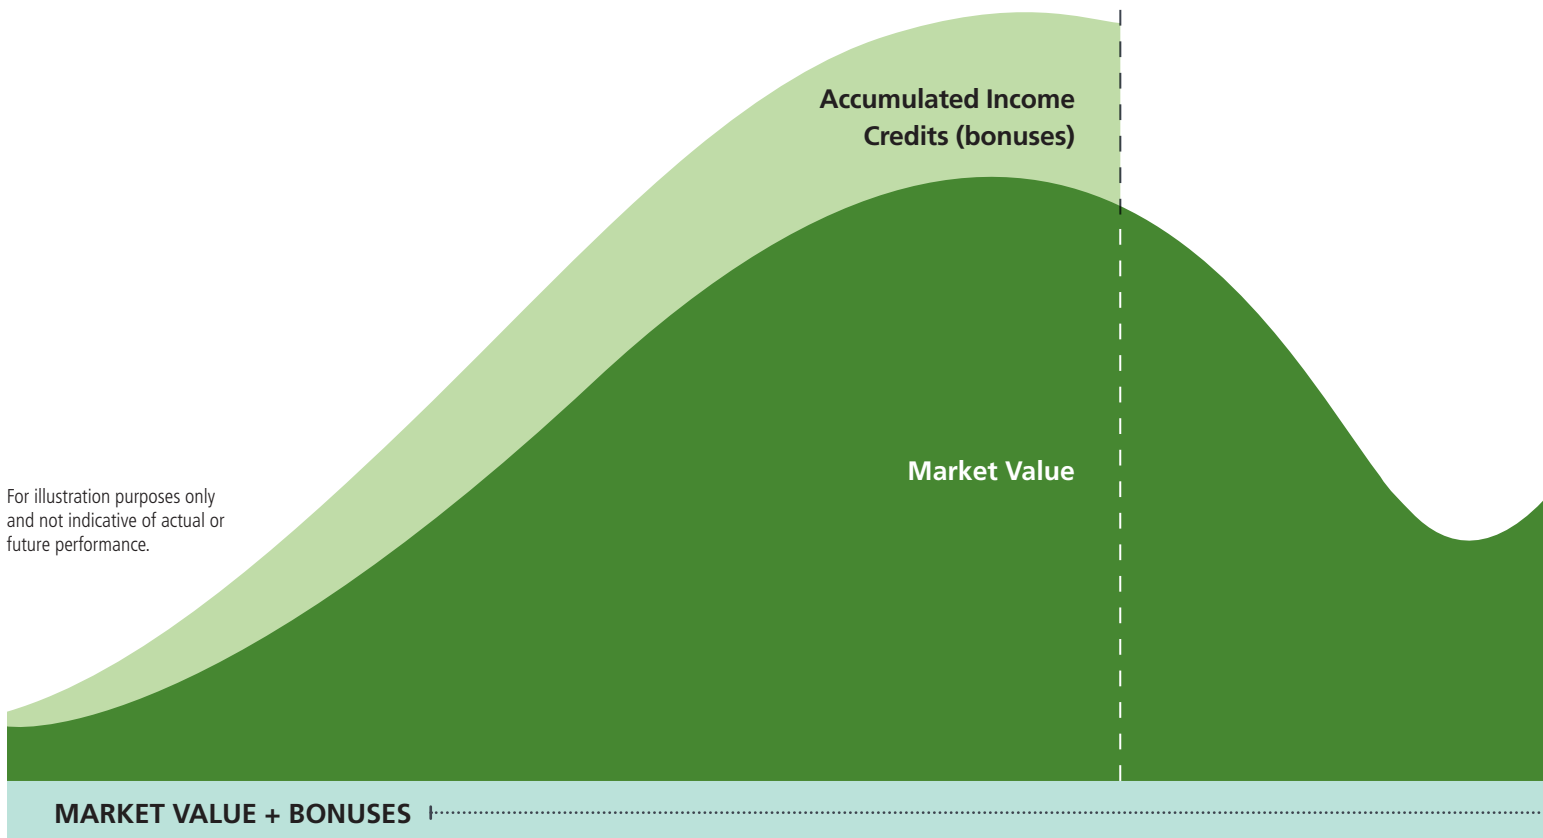 Accumulated Income
Credits (bonuses)
Market Value
For illustration purposes only
and not indicative of actual or
future performance.
MARKET VALUE + BONUSES